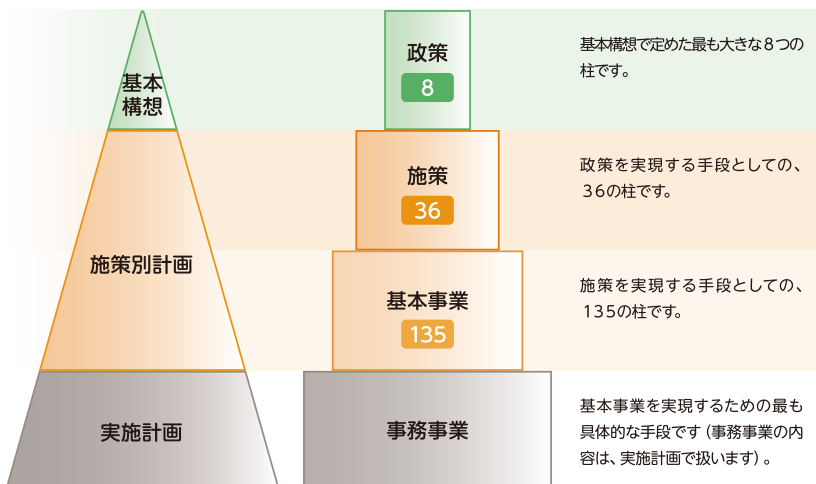 基本
構想
政策
8
基本構想で定めた最も大きな8つの
柱です。
施策別計画
施策
36
政策を実現する手段としての、
36の柱です。
基本事業
135
施策を実現する手段としての、
135の柱です。
実施計画
事務事業
基本事業を実現するための最も
具体的な手段です（事務事業の内
容は、実施計画で扱います）。